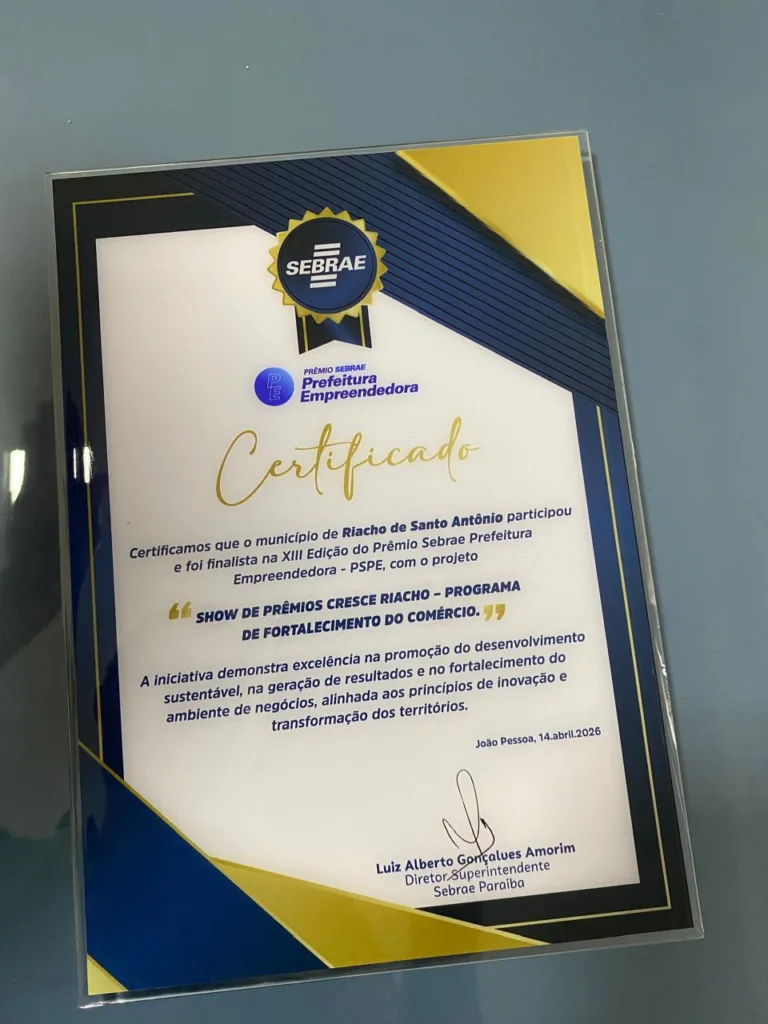 SEBRAE
PE
PRÊMIO SEBRAE
Prefeitura
Empreendedora
Certificado
Certificamos que o município de Riacho de Santo Antônio participou
e foi finalista na XIII Edição do Prêmio Sebrae Prefeitura
Empreendedora - PSPE, com o projeto
“SHOW DE PRÊMIOS CRESCE RIACHO – PROGRAMA
DE FORTALECIMENTO DO COMÉRCIO.”
A iniciativa demonstra excelência na promoção do desenvolvimento
sustentável, na geração de resultados e no fortalecimento do
ambiente de negócios, alinhada aos princípios de inovação e
transformação dos territórios.
João Pessoa, 14.abril.2026
Luiz Alberto Gonçalves Amorim
Diretor Superintendente
Sebrae Paraíba